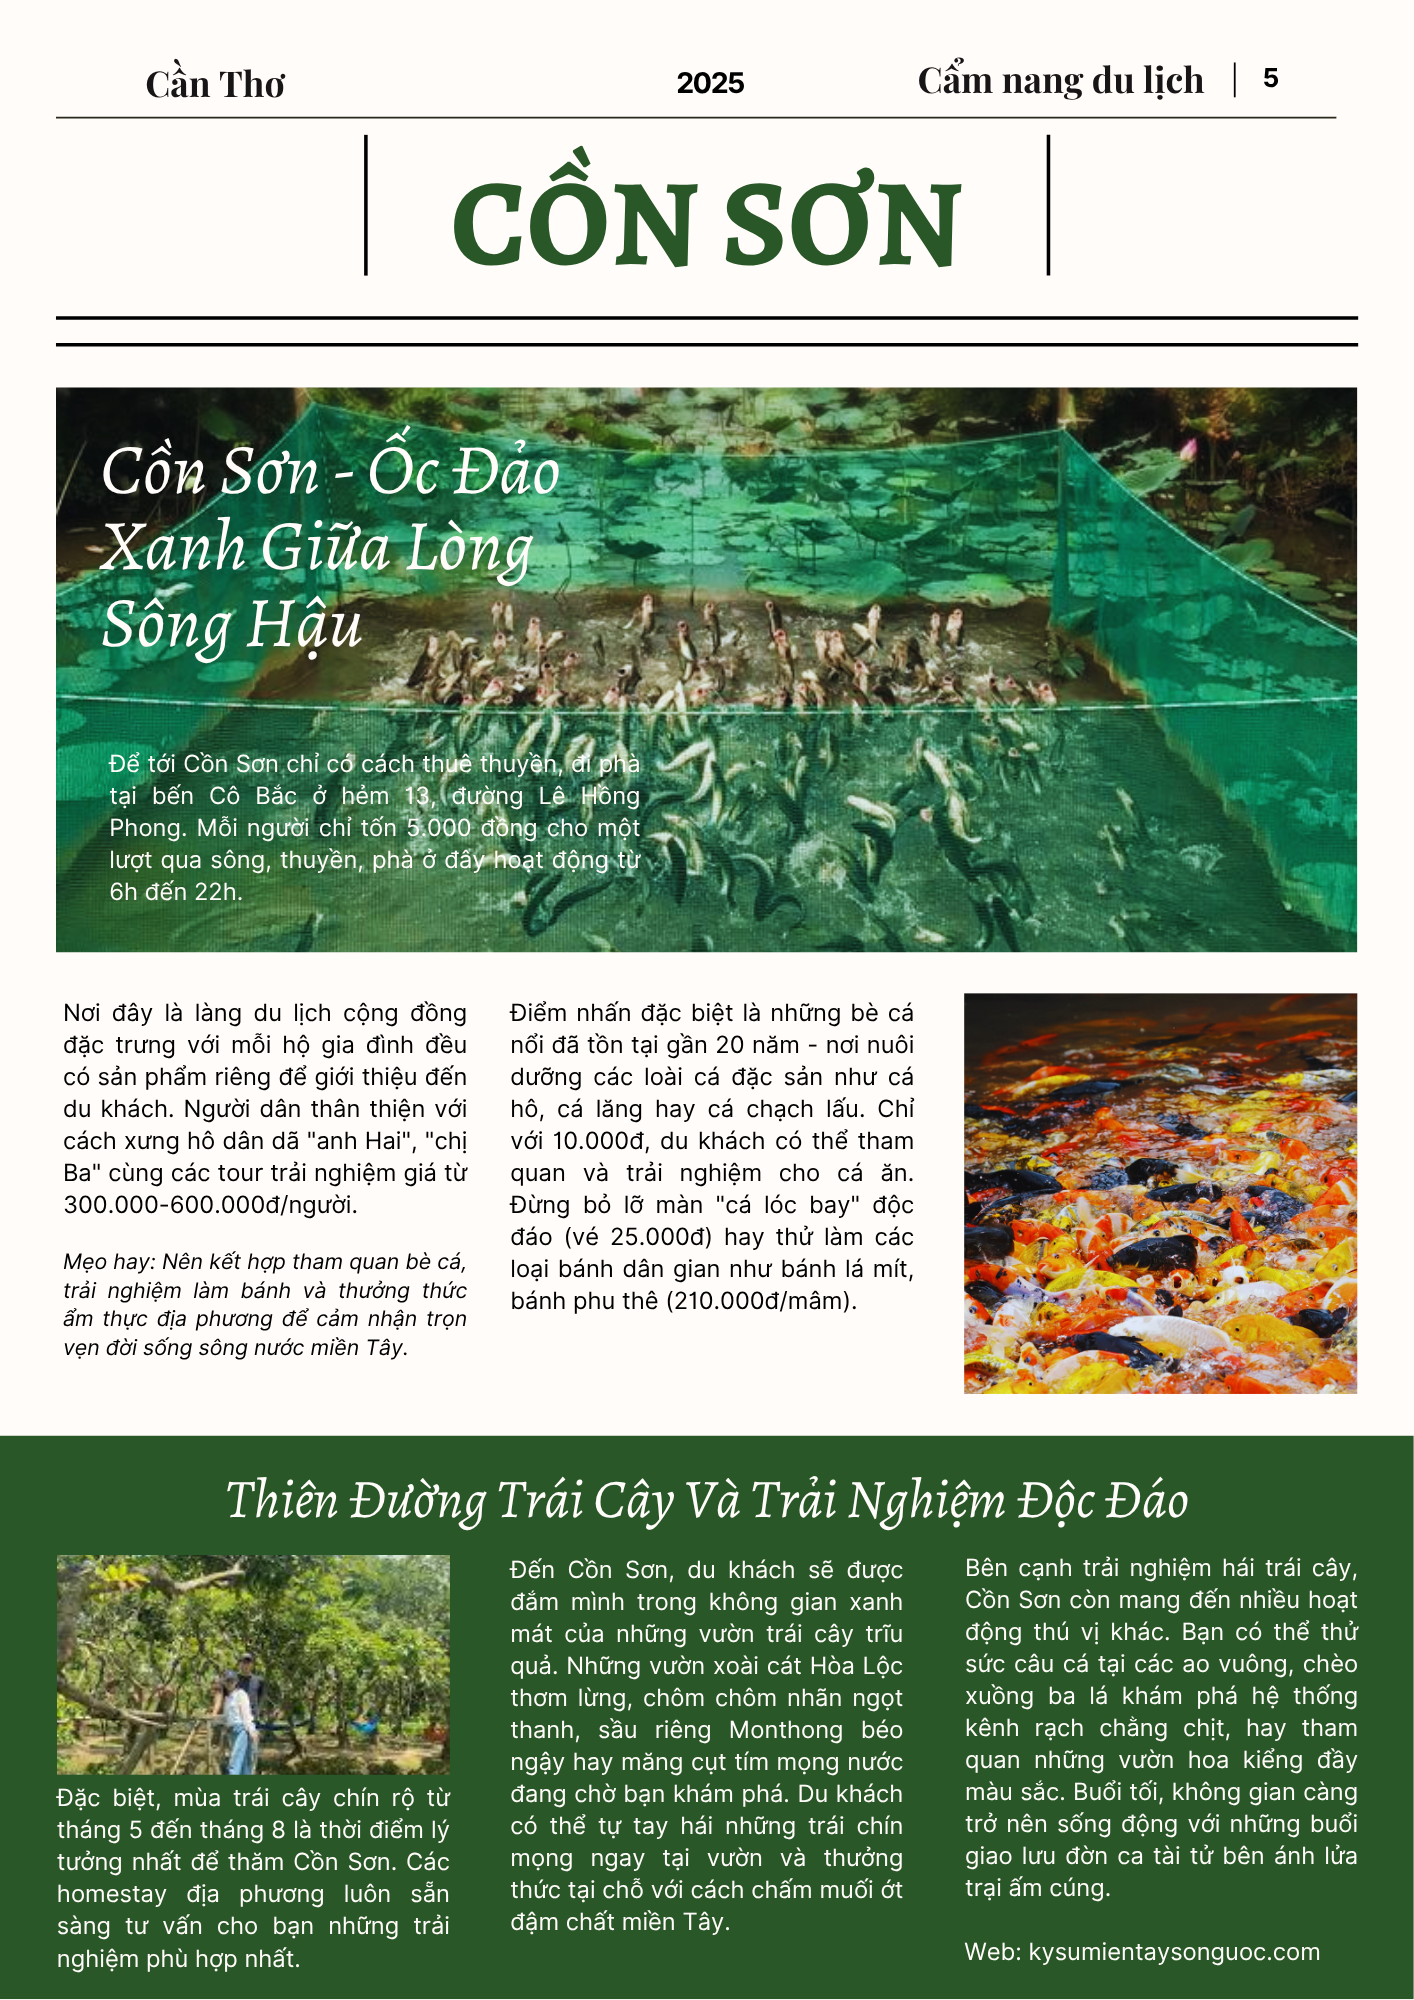 Cần Thơ
2025
Cẩm nang du lịch
5
CỒN SƠN
Cồn Sơn - Ốc Đảo
Xanh Giữa Lòng
Sông Hậu
Để tới Cồn Sơn chỉ có cách thuê thuyền, đi phà
tại bến Cô Bắc ở hẻm 13, đường Lê Hồng
Phong. Mỗi người chỉ tốn 5.000 đồng cho một
lượt qua sông, thuyền, phà ở đấy hoạt động từ
6h đến 22h.
Nơi đây là làng du lịch cộng đồng
đặc trưng với mỗi hộ gia đình đều
có sản phẩm riêng để giới thiệu đến
du khách. Người dân thân thiện với
cách xưng hô dân dã "anh Hai", "chị
Ba" cùng các tour trải nghiệm giá từ
300.000-600.000đ/người.
Mẹo hay: Nên kết hợp tham quan bè cá,
trải nghiệm làm bánh và thưởng thức
ẩm thực địa phương để cảm nhận trọn
vẹn đời sống sông nước miền Tây.
Điểm nhấn đặc biệt là những bè cá
nổi đã tồn tại gần 20 năm - nơi nuôi
dưỡng các loài cá đặc sản như cá
hô, cá lăng hay cá chạch lấu. Chỉ
với 10.000đ, du khách có thể tham
quan và trải nghiệm cho cá ăn.
Đừng bỏ lỡ màn "cá lóc bay" độc
đáo (vé 25.000đ) hay thử làm các
loại bánh dân gian như bánh lá mít,
bánh phu thê (210.000đ/mâm).
Thiên Đường Trái Cây Và Trải Nghiệm Độc Đáo
Đặc biệt, mùa trái cây chín rộ từ
tháng 5 đến tháng 8 là thời điểm lý
tưởng nhất để thăm Cồn Sơn. Các
homestay địa phương luôn sẵn
sàng tư vấn cho bạn những trải
nghiệm phù hợp nhất.
Đến Cồn Sơn, du khách sẽ được
đắm mình trong không gian xanh
mát của những vườn trái cây trĩu
quả. Những vườn xoài cát Hòa Lộc
thơm lừng, chôm chôm nhãn ngọt
thanh, sầu riêng Monthong béo
ngậy hay măng cụt tím mọng nước
đang chờ bạn khám phá. Du khách
có thể tự tay hái những trái chín
mọng ngay tại vườn và thưởng
thức tại chỗ với cách chấm muối ớt
đậm chất miền Tây.
Bên cạnh trải nghiệm hái trái cây,
Cồn Sơn còn mang đến nhiều hoạt
động thú vị khác. Bạn có thể thử
sức câu cá tại các ao vuông, chèo
xuồng ba lá khám phá hệ thống
kênh rạch chằng chịt, hay tham
quan những vườn hoa kiểng đầy
màu sắc. Buổi tối, không gian càng
trở nên sống động với những buổi
giao lưu đờn ca tài tử bên ánh lửa
trại ấm cúng.
Web: kysumientaysonguoc.com